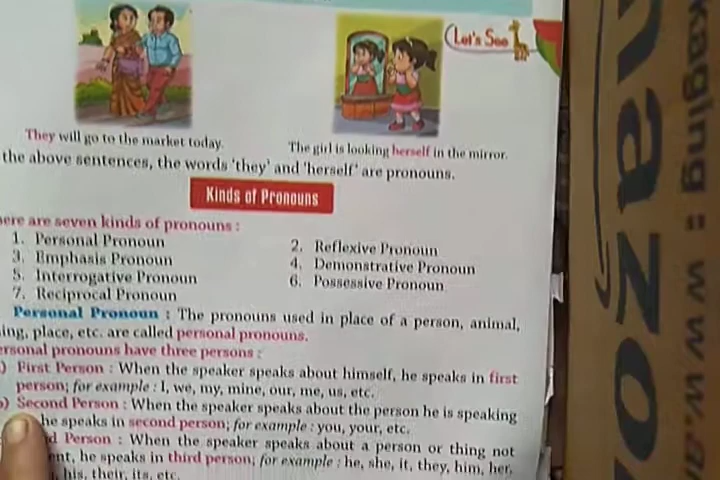 Let's See
They will go to the market today.
The girl is looking herself in the mirror.
the above sentences, the words 'they' and 'herself' are pronouns.
Kinds of Pronouns
ere are seven kinds of pronouns :
1. Personal Pronoun
2. Reflexive Pronoun
3. Emphasis Pronoun
4. Demonstrative Pronoun
5. Interrogative Pronoun
6. Possessive Pronoun
7. Reciprocal Pronoun
Personal Pronoun : The pronouns used in place of a person, animal,
ing, place, etc. are called personal pronouns.
ersonal pronouns have three persons :
) First Person : When the speaker speaks about himself, he speaks in first
person; for example : I, we, my, mine, our, me, us, etc.
) Second Person : When the speaker speaks about the person he is speaking
he speaks in second person; for example : you, your, etc.
d Person : When the speaker speaks about a person or thing not
ent, he speaks in third person; for example : he, she, it, they, him, her,
his, their, its, etc.
mazo
kaging : www.a